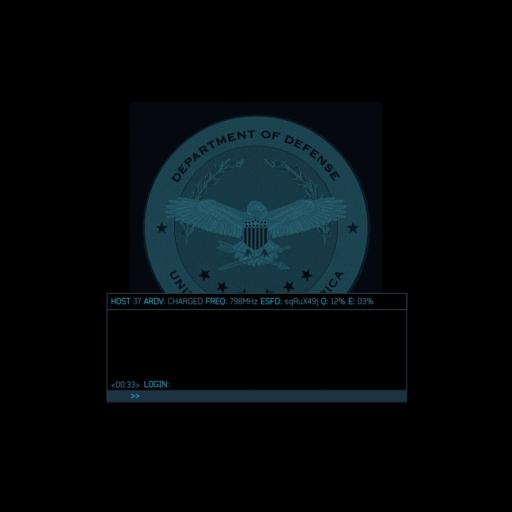 DEPARTMENT OF DEFENSE
HOST 37 ARDV: CHARGED FREQ: 798MHz ESFD: sqRuX49j Q: 12% E: 03%
<00:33> LOGIN:
>>